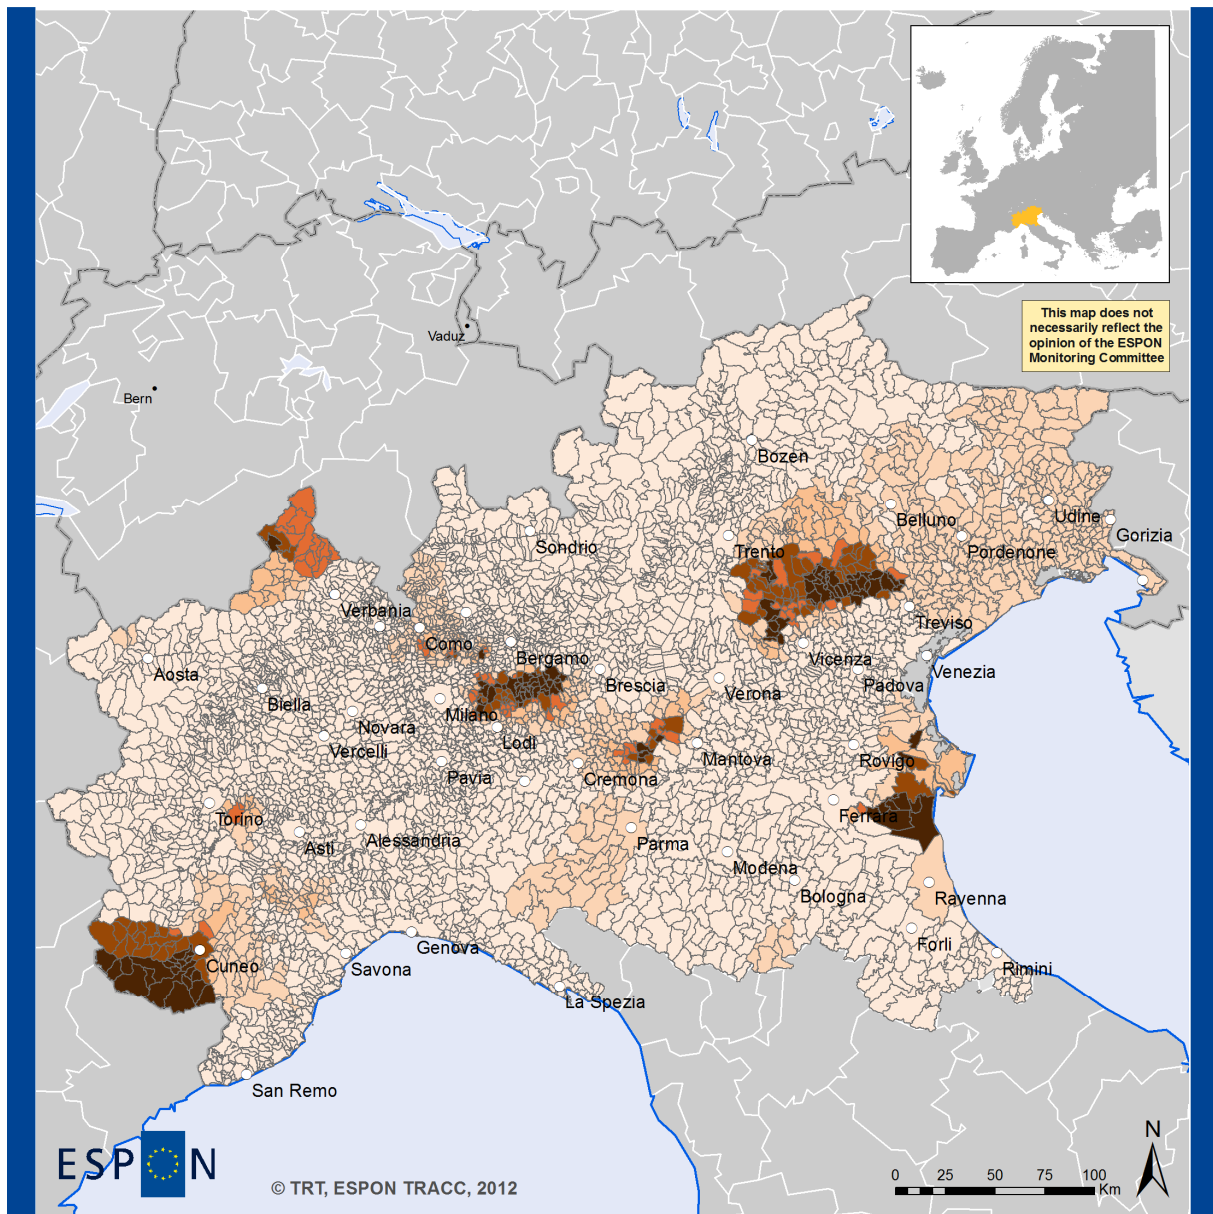 This map does not
necessarily reflect the
opinion of the ESPON
Monitoring Committee
Vaduz
Bern
Bozen
Belluno
Udine
Gorizia
Sondrio
Trento
Pordenone
Verbania
Treviso
Como
Bergamo
Vicenza
Venezia
Aosta
Brescia
Padova
Biella
Verona
Milano
Novara
Lodi
Vercelli
Mantova
Rovigo
Pavia
Cremona
Torino
Ferrara
Asti
Alessandria
Parma
Modena
Bologna
Ravenna
Forli
Genova
Cuneo
Savona
Rimini
La Spezia
San Remo
ESPON
© TRT, ESPON TRACC, 2012
N
0 25 50 75 100
Km